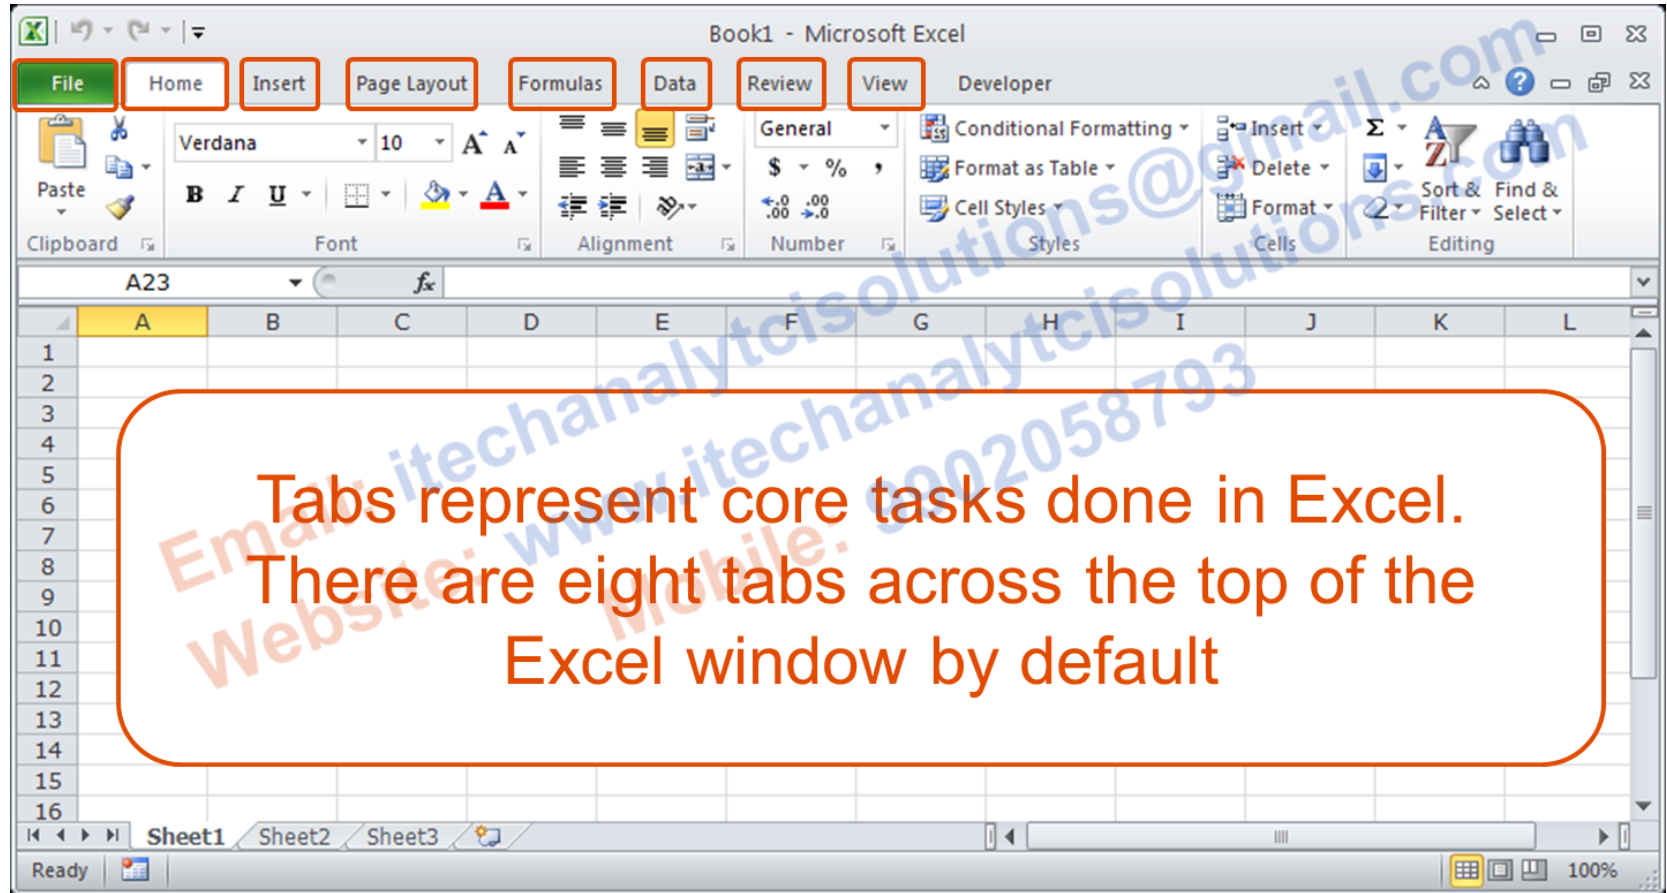 Book1 - Microsoft Excel
File Home Insert Page Layout Formulas Data Review View Developer
Paste
Clipboard
Verdana 10
B I U A
Font
Alignment
General
$ % ,
Number
Conditional Formatting
Format as Table
Cell Styles
Styles
Insert
Delete
Format
Cells
Σ
Sort & Filter
Find & Select
Editing
A23 fx
A B C D E F G H I J K L
1
2
3
4
5
6
7
8
9
10
11
12
13
14
15
16
Tabs represent core tasks done in Excel.
There are eight tabs across the top of the
Excel window by default
Email: itechanalytcisolutions@gmail.com
Website: www.itechanalytcisolutions.com
Mobile: 9902058793
Sheet1 Sheet2 Sheet3
Ready 100%